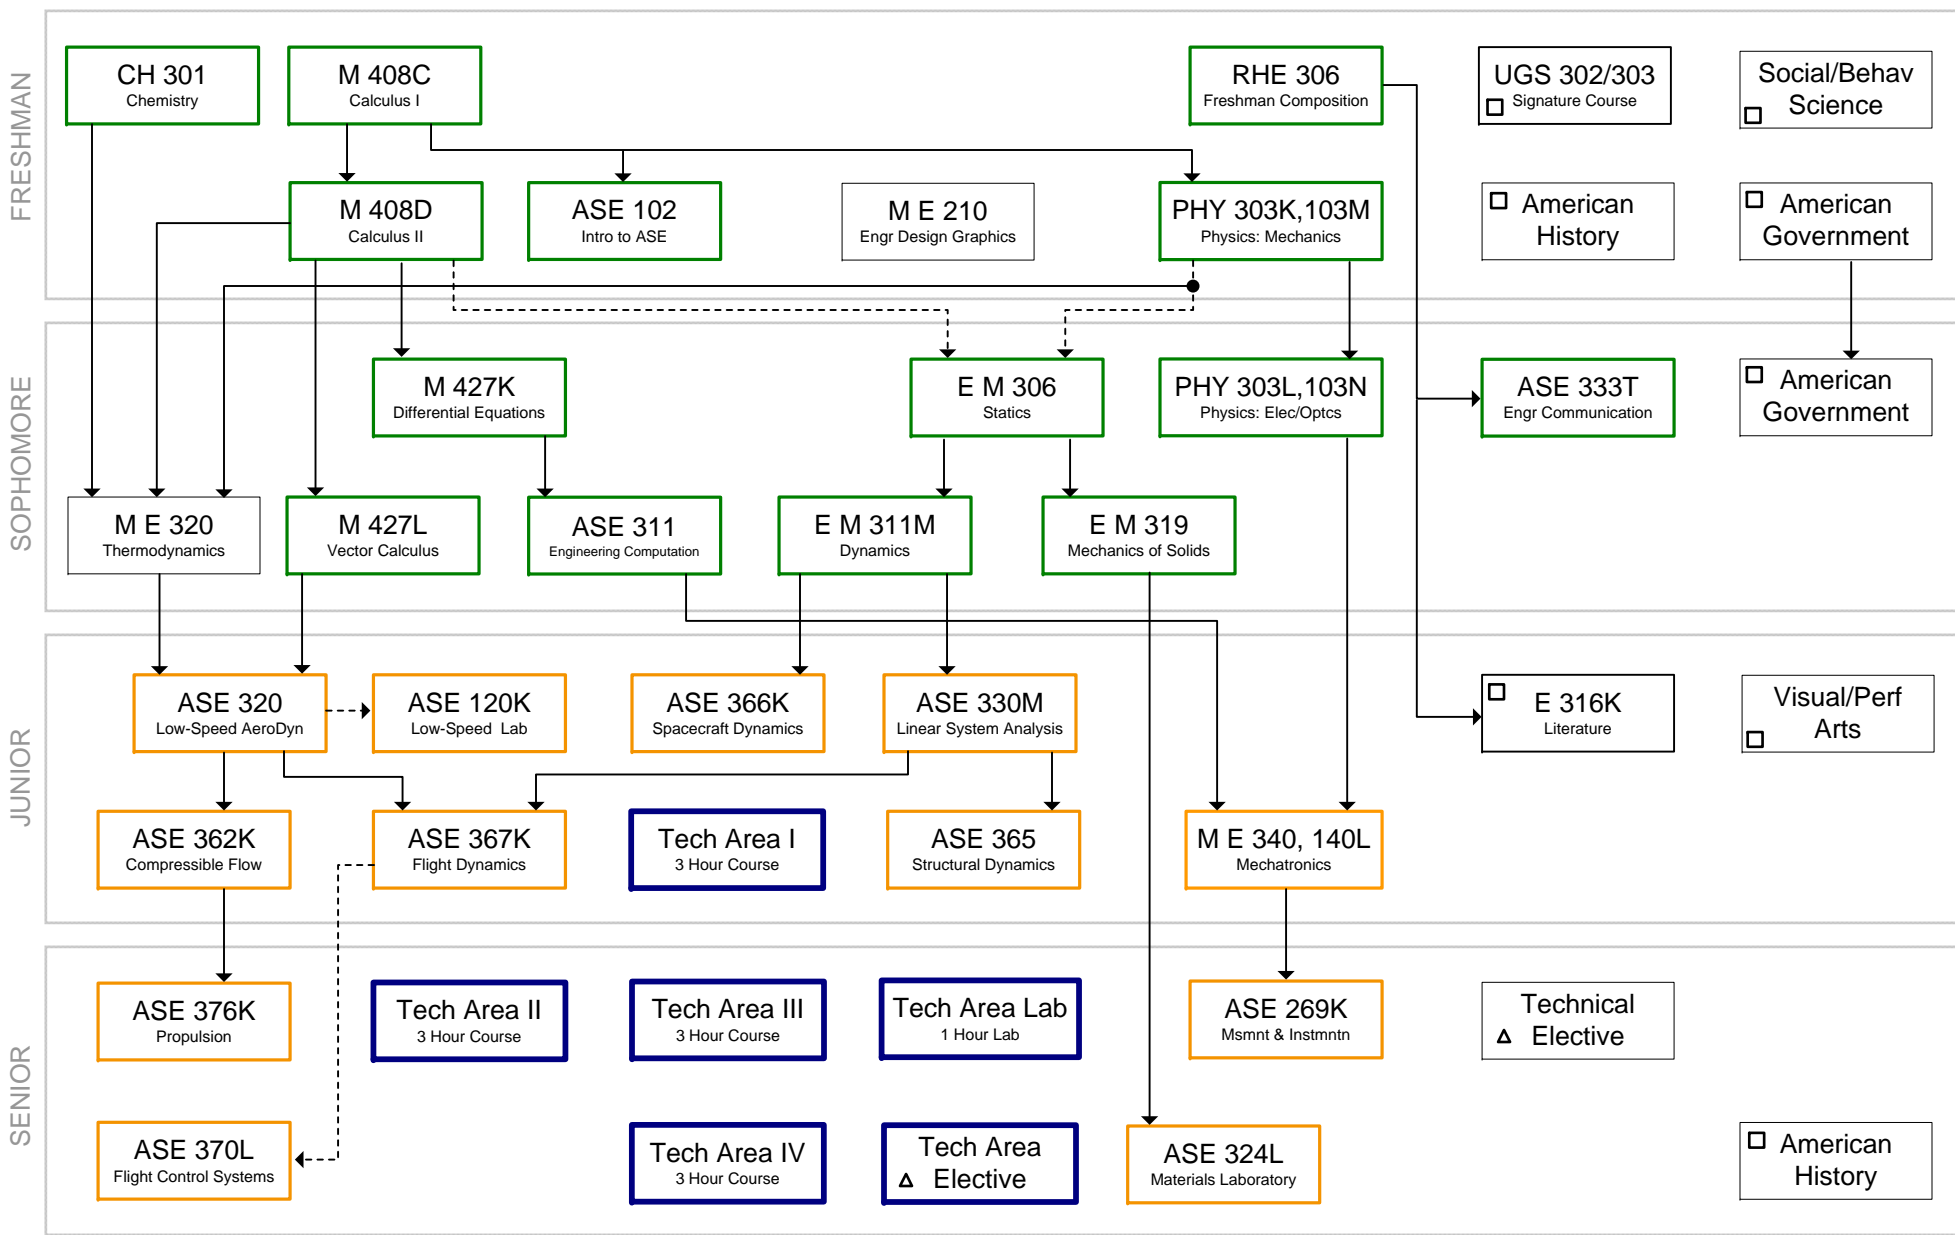 FRESHMAN
CH 301
Chemistry
M 408C
Calculus I
RHE 306
Freshman Composition
UGS 302/303
Signature Course
Social/Behav
Science
M 408D
Calculus II
ASE 102
Intro to ASE
M E 210
Engr Design Graphics
PHY 303K,103M
Physics: Mechanics
American
History
American
Government
SOPHOMORE
M 427K
Differential Equations
E M 306
Statics
PHY 303L,103N
Physics: Elec/Optcs
ASE 333T
Engr Communication
American
Government
M E 320
Thermodynamics
M 427L
Vector Calculus
ASE 311
Engineering Computation
E M 311M
Dynamics
E M 319
Mechanics of Solids
JUNIOR
ASE 320
Low-Speed AeroDyn
ASE 120K
Low-Speed Lab
ASE 366K
Spacecraft Dynamics
ASE 330M
Linear System Analysis
E 316K
Literature
Visual/Perf
Arts
ASE 362K
Compressible Flow
ASE 367K
Flight Dynamics
Tech Area I
3 Hour Course
ASE 365
Structural Dynamics
M E 340, 140L
Mechatronics
SENIOR
ASE 376K
Propulsion
Tech Area II
3 Hour Course
Tech Area III
3 Hour Course
Tech Area Lab
1 Hour Lab
ASE 269K
Msmnt & Instmntn
Technical
Elective
ASE 370L
Flight Control Systems
Tech Area IV
3 Hour Course
Tech Area
Elective
ASE 324L
Materials Laboratory
American
History